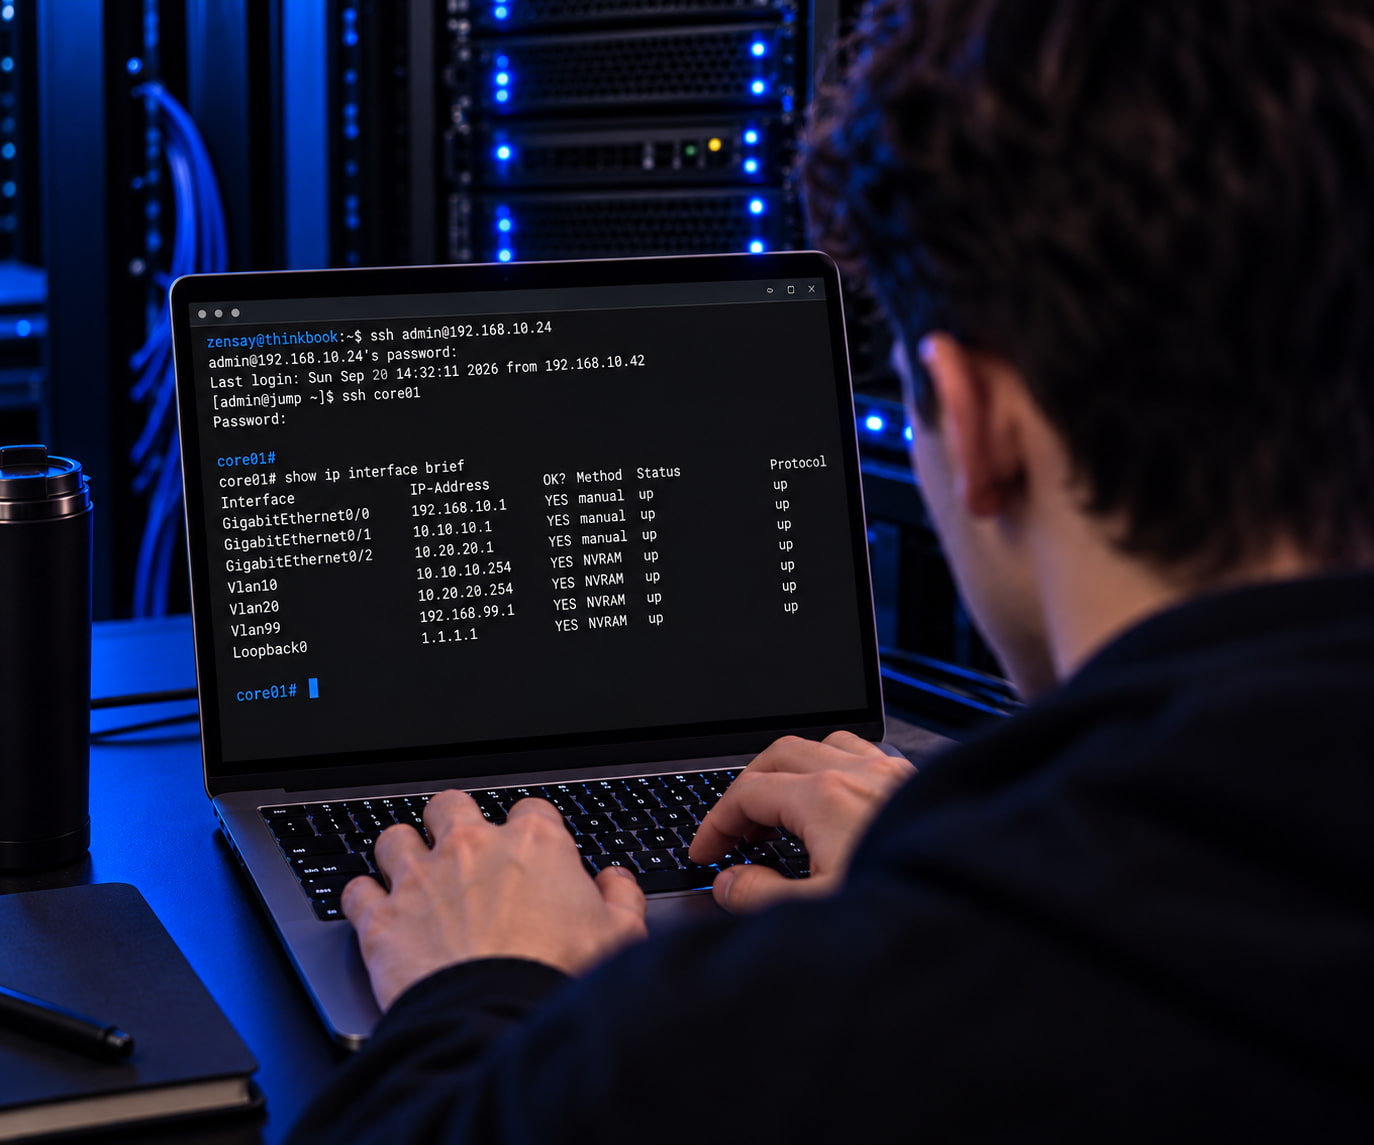 zensay@thinkbook:~$ ssh admin@192.168.10.24
admin@192.168.10.24's password:
Last login: Sun Sep 20 14:32:11 2026 from 192.168.10.42
[admin@jump ~]$ ssh core01
Password:
core01#
core01# show ip interface brief
Interface IP-Address OK? Method Status Protocol
GigabitEthernet0/0 192.168.10.1 YES manual up up
GigabitEthernet0/1 10.10.10.1 YES manual up up
GigabitEthernet0/2 10.20.20.1 YES manual up up
Vlan10 10.10.10.254 YES NVRAM up up
Vlan20 10.20.20.254 YES NVRAM up up
Vlan99 192.168.99.1 YES NVRAM up up
Loopback0 1.1.1.1 YES NVRAM up up
core01#